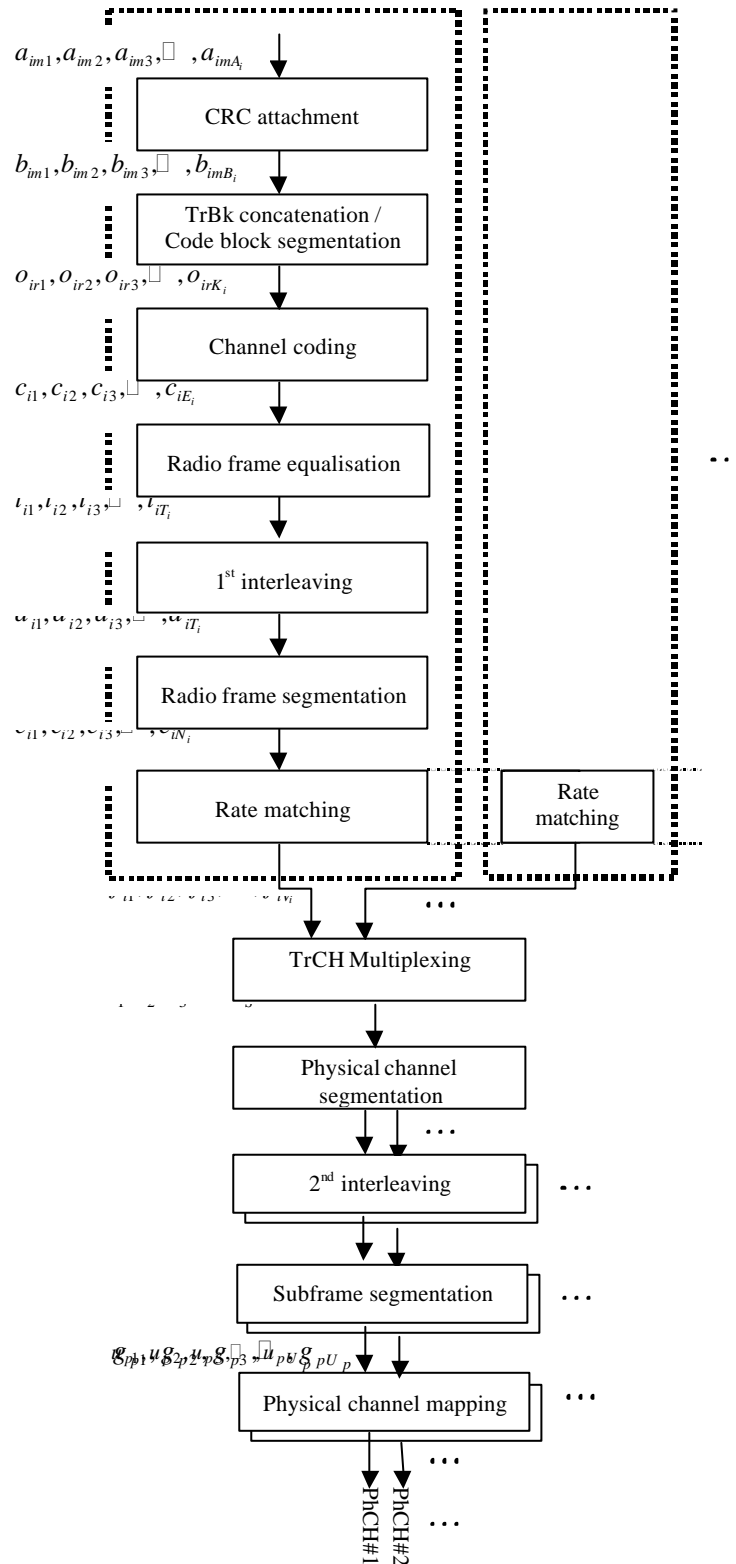 a_im1, a_im2, a_im3, □ , a_imA_i
CRC attachment
b_im1, b_im2, b_im3, □ , b_imB_i
TrBk concatenation /
Code block segmentation
o_ir1, o_ir2, o_ir3, □ , o_irK_i
Channel coding
c_i1, c_i2, c_i3, □ , c_iE_i
Radio frame equalisation
1st interleaving
Radio frame segmentation
Rate matching
Rate
matching
...
TrCH Multiplexing
Physical channel
segmentation
...
2nd interleaving
...
Subframe segmentation
...
Physical channel mapping
...
...
PhCH#1
PhCH#2
...